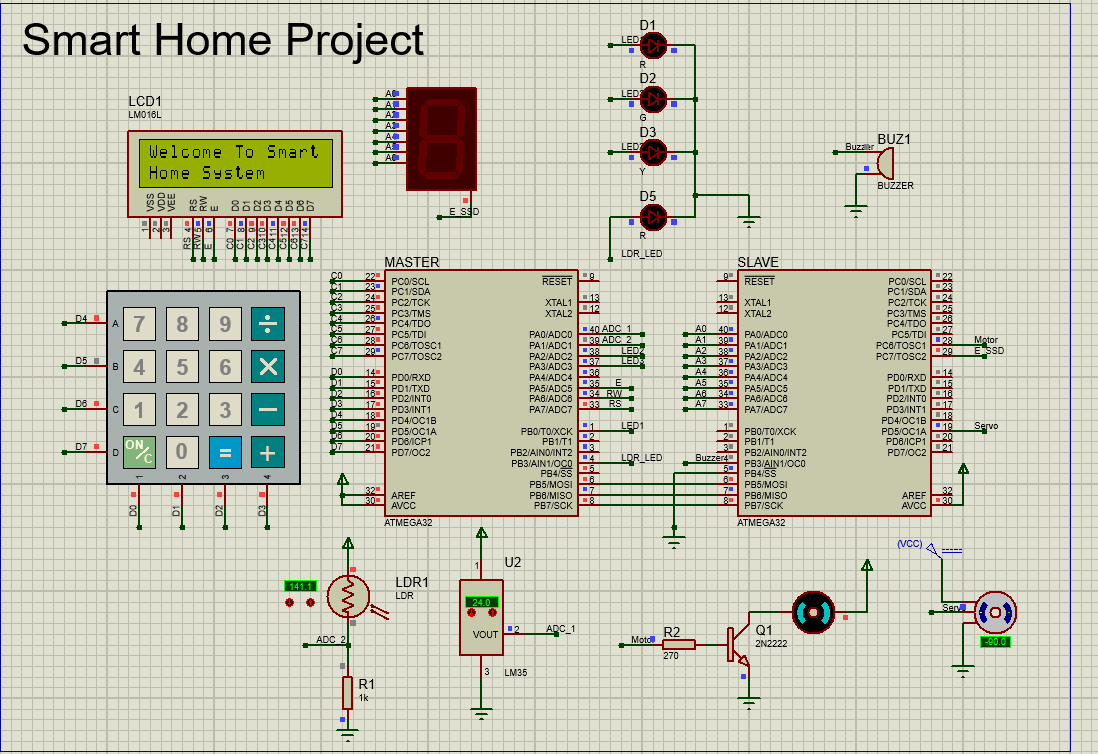 Smart Home Project
LCD1
LM016L
Welcome To Smart
Home System
VSS
VDD
VEE
RS
RW
E
D0
D1
D2
D3
D4
D5
D6
D7
1
2
3
4
5
6
7
8
9
10
11
12
13
14
RS
RW
E
C0
C1
C2
C3
C4
C5
C6
C7
E_SSD
D1
R
D2
LED2
G
D3
Y
D5
R
LDR_LED
BUZ1
Buzzer
BUZZER
D4
D5
D6
D7
A
B
C
D
7 8 9 ÷
4 5 6 ×
1 2 3 −
ON/C 0 = +
1
2
3
4
D0
D1
D2
D3
MASTER
C0 22 PC0/SCL
C1 23 PC1/SDA
C2 24 PC2/TCK
C3 25 PC3/TMS
C4 26 PC4/TDO
C5 27 PC5/TDI
C6 28 PC6/TOSC1
C7 29 PC7/TOSC2
D0 14 PD0/RXD
D1 15 PD1/TXD
D2 16 PD2/INT0
D3 17 PD3/INT1
D4 18 PD4/OC1B
D5 19 PD5/OC1A
D6 20 PD6/ICP1
D7 21 PD7/OC2
32 AREF
30 AVCC
RESET 9
XTAL1 13
XTAL2 12
PA0/ADC0 40 ADC_1
PA1/ADC1 39 ADC_2
PA2/ADC2 38 LED2
PA3/ADC3 37 LED3
PA4/ADC4 36
PA5/ADC5 35 E
PA6/ADC6 34 RW
PA7/ADC7 33 RS
PB0/T0/XCK 1 LED1
PB1/T1 2
PB2/AIN0/INT2 3
PB3/AIN1/OC0 4 LDR_LED
PB4/SS 5
PB5/MOSI 6
PB6/MISO 7
PB7/SCK 8
ATMEGA32
SLAVE
9 RESET
13 XTAL1
12 XTAL2
A0 40 PA0/ADC0
A1 39 PA1/ADC1
A2 38 PA2/ADC2
A3 37 PA3/ADC3
A4 36 PA4/ADC4
A5 35 PA5/ADC5
A6 34 PA6/ADC6
A7 33 PA7/ADC7
1 PB0/T0/XCK
2 PB1/T1
3 PB2/AIN0/INT2
Buzzer 4 PB3/AIN1/OC0
5 PB4/SS
6 PB5/MOSI
7 PB6/MISO
8 PB7/SCK
PC0/SCL 22
PC1/SDA 23
PC2/TCK 24
PC3/TMS 25
PC4/TDO 26
PC5/TDI 27
PC6/TOSC1 28 Motor
PC7/TOSC2 29 E_SSD
PD0/RXD 14
PD1/TXD 15
PD2/INT0 16
PD3/INT1 17
PD4/OC1B 18
PD5/OC1A 19 Servo
PD6/ICP1 20
PD7/OC2 21
AREF 32
AVCC 30
ATMEGA32
141.1
LDR1
LDR
ADC_2
R1
1k
U2
1
24.0
VOUT
2
ADC_1
3
LM35
R2
270
Q1
2N2222
(VCC)
-90.0